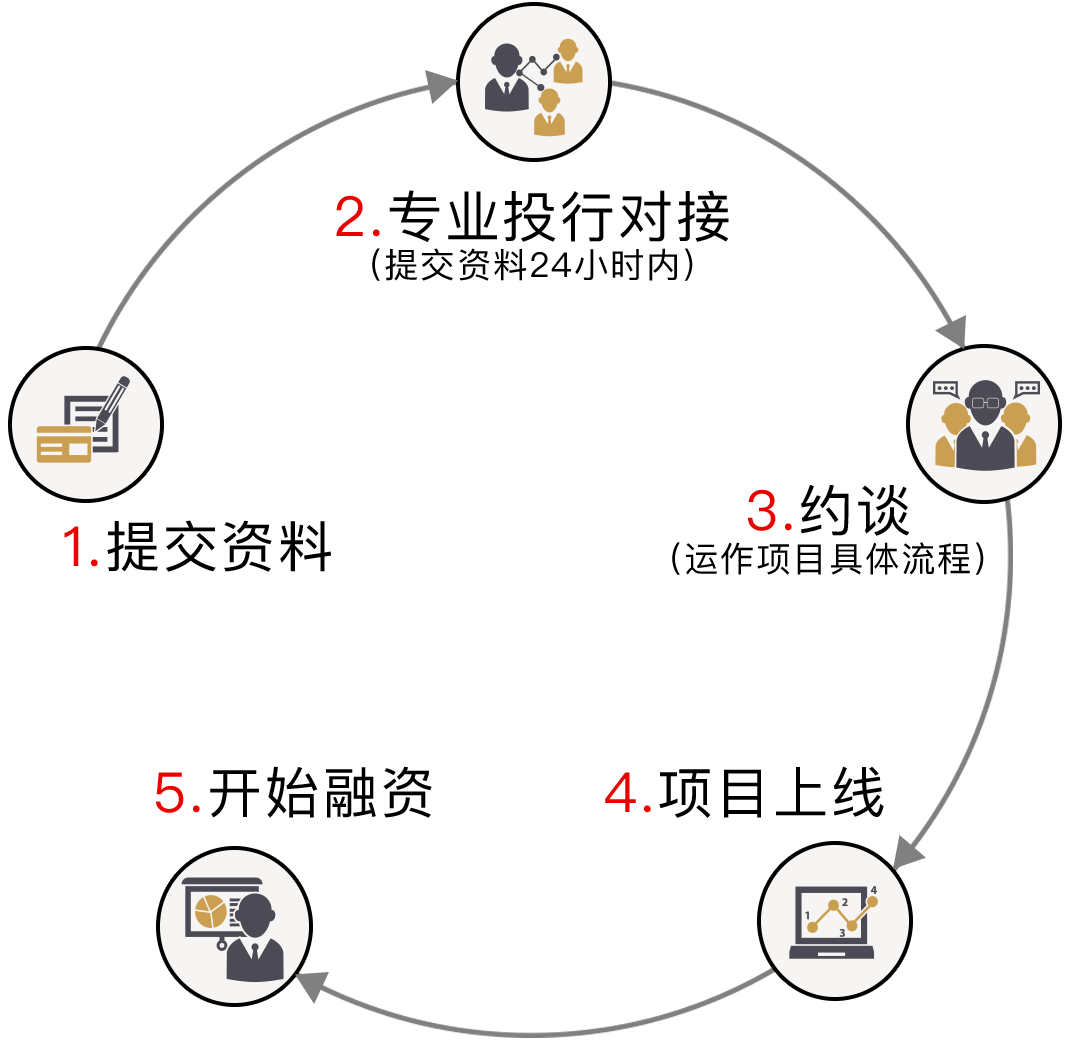 2.专业投行对接
（提交资料24小时内）
1.提交资料
3.约谈
（运作项目具体流程）
5.开始融资
4.项目上线
1
2
3
4